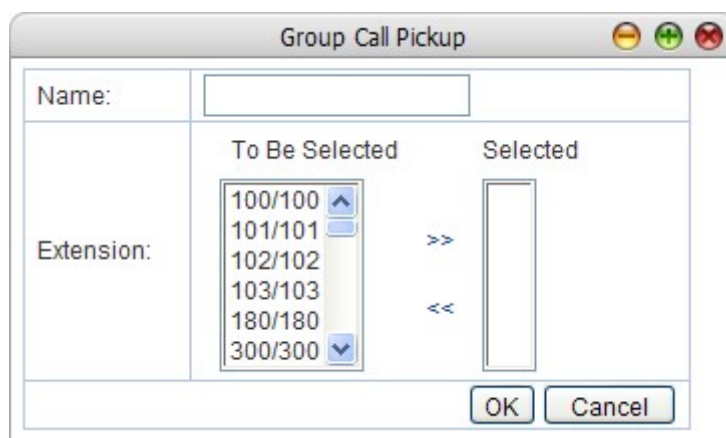 Group Call Pickup
Name:
To Be Selected Selected
Extension:
100/100
101/101
102/102
103/103
180/180
300/300
>>
<<
OK Cancel